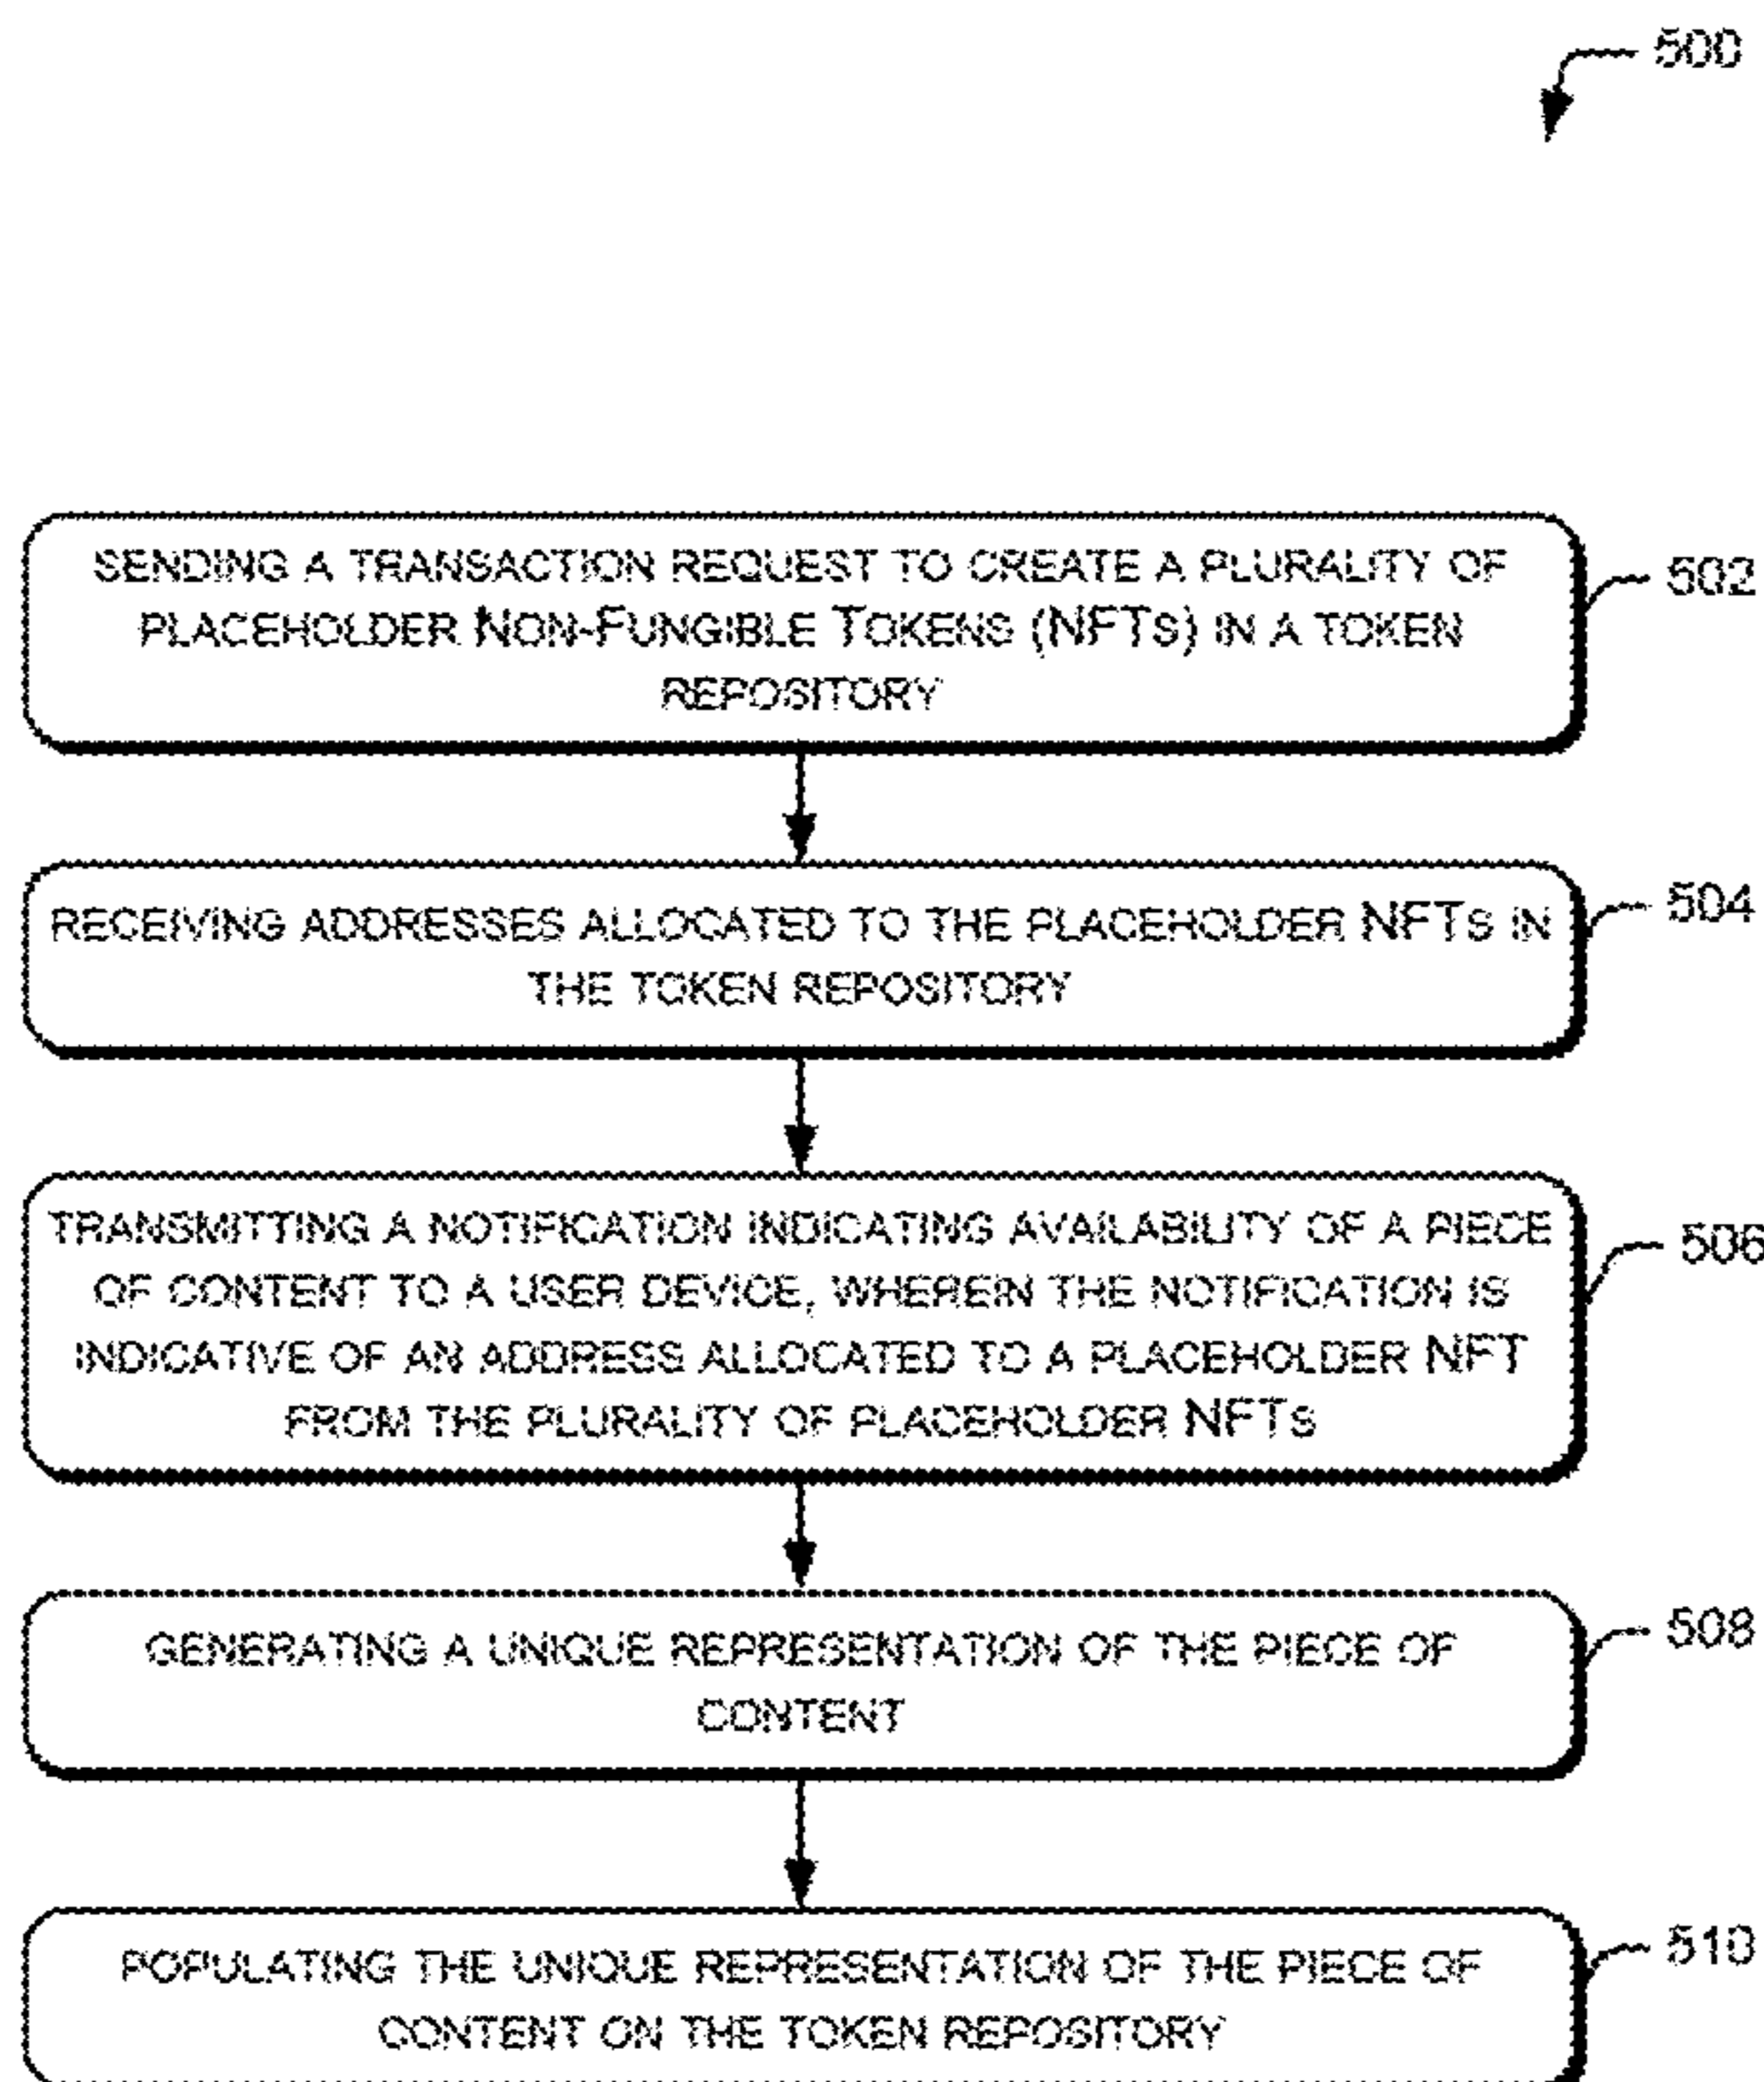 500
SENDING A TRANSACTION REQUEST TO CREATE A PLURALITY OF
PLACEHOLDER NON-FUNGIBLE TOKENS (NFTS) IN A TOKEN
REPOSITORY
502
RECEIVING ADDRESSES ALLOCATED TO THE PLACEHOLDER NFTS IN
THE TOKEN REPOSITORY
504
TRANSMITTING A NOTIFICATION INDICATING AVAILABILITY OF A PIECE
OF CONTENT TO A USER DEVICE, WHEREIN THE NOTIFICATION IS
INDICATIVE OF AN ADDRESS ALLOCATED TO A PLACEHOLDER NFT
FROM THE PLURALITY OF PLACEHOLDER NFTS
506
GENERATING A UNIQUE REPRESENTATION OF THE PIECE OF
CONTENT
508
POPULATING THE UNIQUE REPRESENTATION OF THE PIECE OF
CONTENT ON THE TOKEN REPOSITORY
510